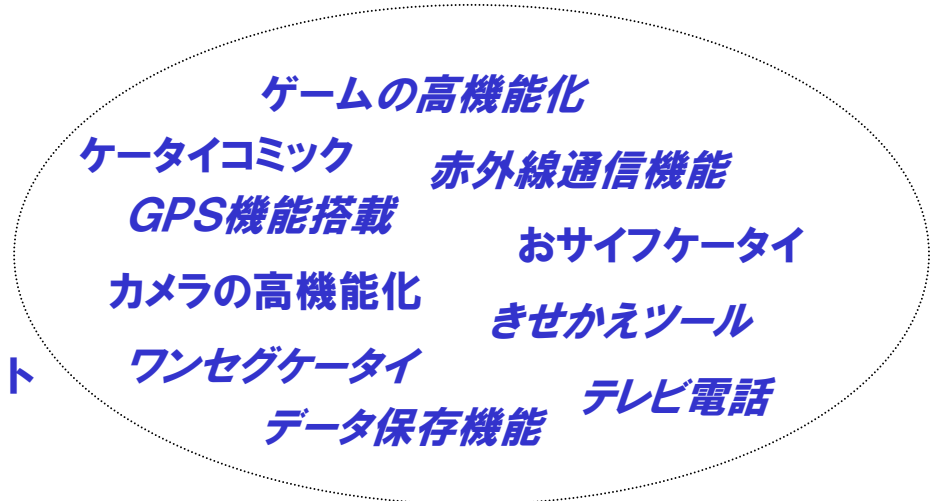 ゲームの高機能化
ケータイコミック
赤外線通信機能
GPS機能搭載
おサイフケータイ
カメラの高機能化
きせかえツール
ワンセグケータイ
ト
テレビ電話
データ保存機能